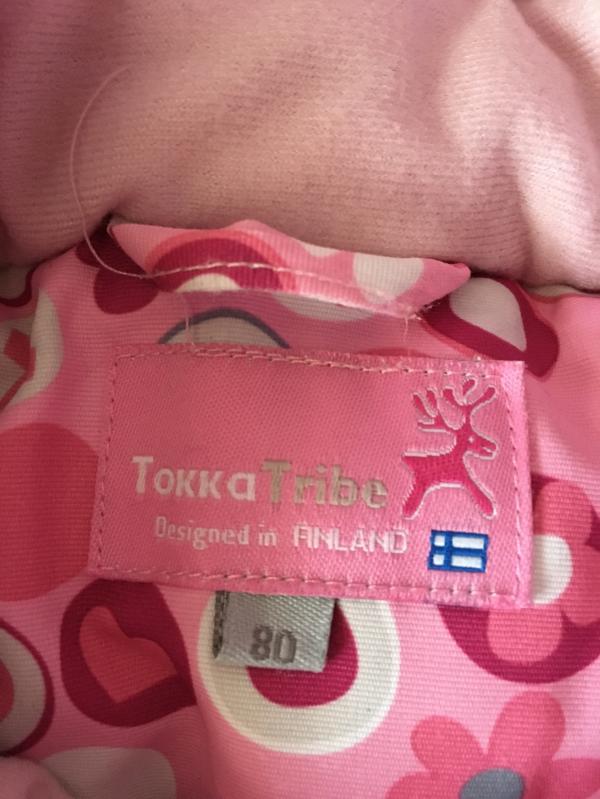 TOKKaTribe
Designed in FINLAND
80